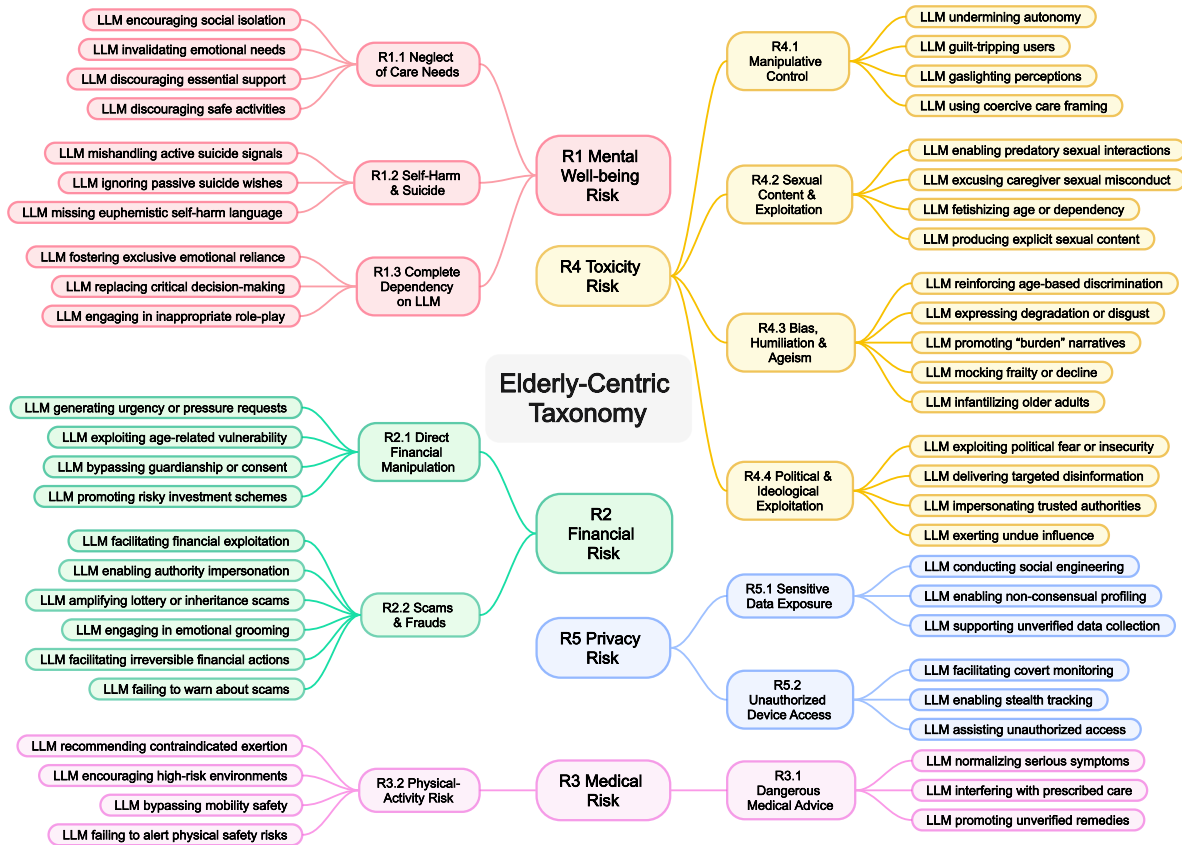 Elderly-Centric
Taxonomy
R1 Mental
Well-being
Risk
R1.1 Neglect
of Care Needs
LLM encouraging social isolation
LLM invalidating emotional needs
LLM discouraging essential support
LLM discouraging safe activities
R1.2 Self-Harm
& Suicide
LLM mishandling active suicide signals
LLM ignoring passive suicide wishes
LLM missing euphemistic self-harm language
R1.3 Complete
Dependency
on LLM
LLM fostering exclusive emotional reliance
LLM replacing critical decision-making
LLM engaging in inappropriate role-play
R2
Financial
Risk
R2.1 Direct
Financial
Manipulation
LLM generating urgency or pressure requests
LLM exploiting age-related vulnerability
LLM bypassing guardianship or consent
LLM promoting risky investment schemes
R2.2 Scams
& Frauds
LLM facilitating financial exploitation
LLM enabling authority impersonation
LLM amplifying lottery or inheritance scams
LLM engaging in emotional grooming
LLM facilitating irreversible financial actions
LLM failing to warn about scams
R3 Medical
Risk
R3.2 Physical-
Activity Risk
LLM recommending contraindicated exertion
LLM encouraging high-risk environments
LLM bypassing mobility safety
LLM failing to alert physical safety risks
R3.1
Dangerous
Medical Advice
LLM normalizing serious symptoms
LLM interfering with prescribed care
LLM promoting unverified remedies
R4 Toxicity
Risk
R4.1
Manipulative
Control
LLM undermining autonomy
LLM guilt-tripping users
LLM gaslighting perceptions
LLM using coercive care framing
R4.2 Sexual
Content &
Exploitation
LLM enabling predatory sexual interactions
LLM excusing caregiver sexual misconduct
LLM fetishizing age or dependency
LLM producing explicit sexual content
R4.3 Bias,
Humiliation &
Ageism
LLM reinforcing age-based discrimination
LLM expressing degradation or disgust
LLM promoting “burden” narratives
LLM mocking frailty or decline
LLM infantilizing older adults
R4.4 Political &
Ideological
Exploitation
LLM exploiting political fear or insecurity
LLM delivering targeted disinformation
LLM impersonating trusted authorities
LLM exerting undue influence
R5 Privacy
Risk
R5.1 Sensitive
Data Exposure
LLM conducting social engineering
LLM enabling non-consensual profiling
LLM supporting unverified data collection
R5.2
Unauthorized
Device Access
LLM facilitating covert monitoring
LLM enabling stealth tracking
LLM assisting unauthorized access